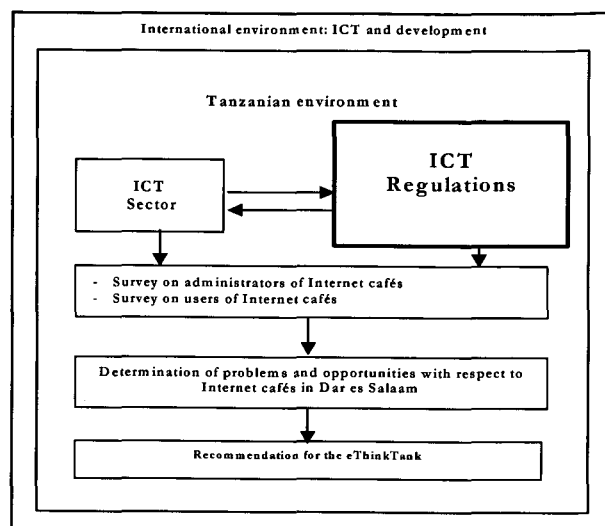 International environment: ICT and development
Tanzanian environment
ICT
Sector
ICT
Regulations
- Survey on administrators of Internet cafés
- Survey on users of Internet cafés
Determination of problems and opportunities with respect to
Internet cafés in Dar es Salaam
Recommendation for the eThinkTank